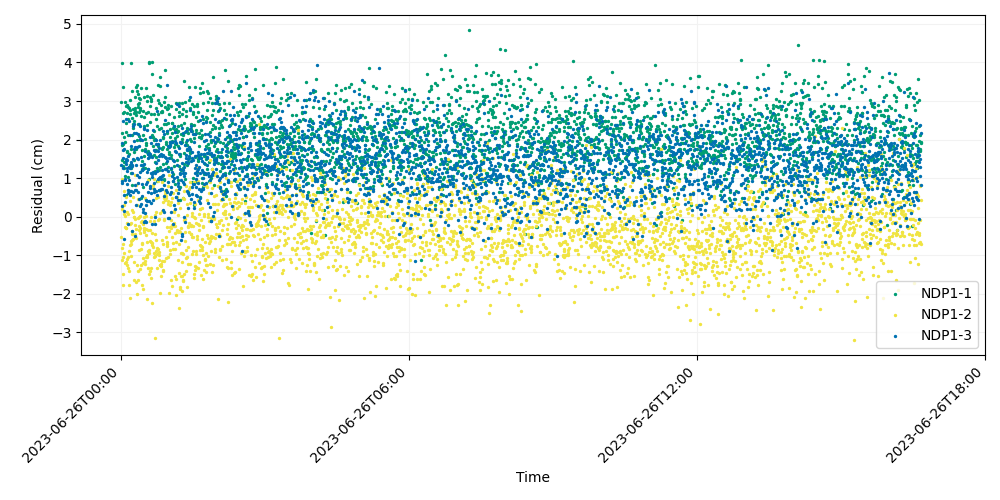 5
4
3
2
1
0
−1
−2
−3
Residual (cm)
NDP1-1
NDP1-2
NDP1-3
2023-06-26T00:00
2023-06-26T06:00
2023-06-26T12:00
2023-06-26T18:00
Time